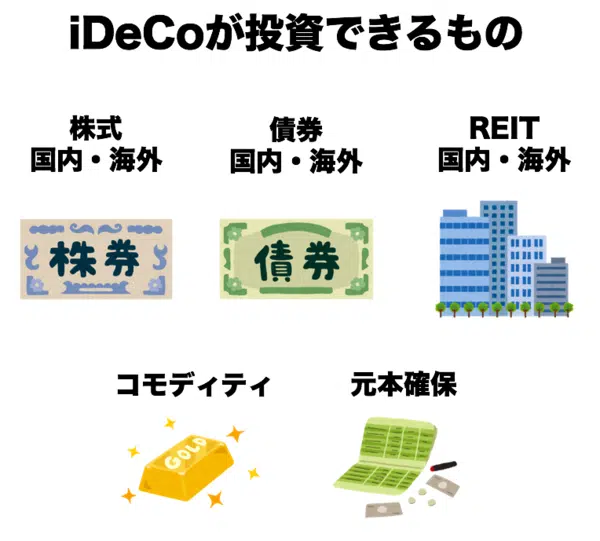 iDeCoが投資できるもの
株式
国内・海外
債券
国内・海外
REIT
国内・海外
株券
債券
コモディティ
元本確保
GOLD